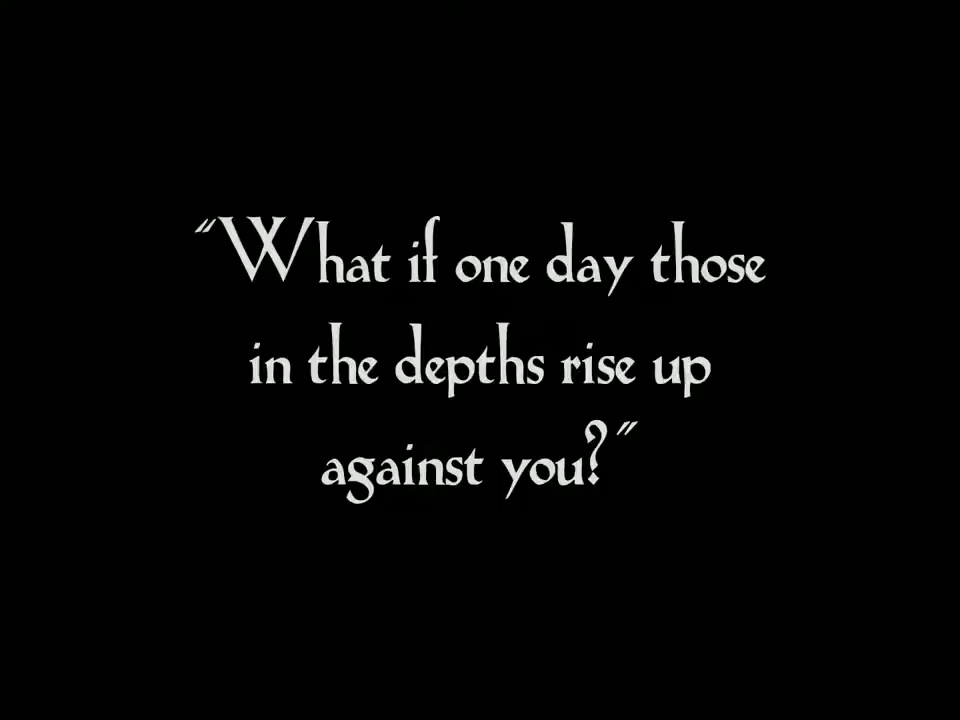 "What if one day those
in the depths rise up
against you?"